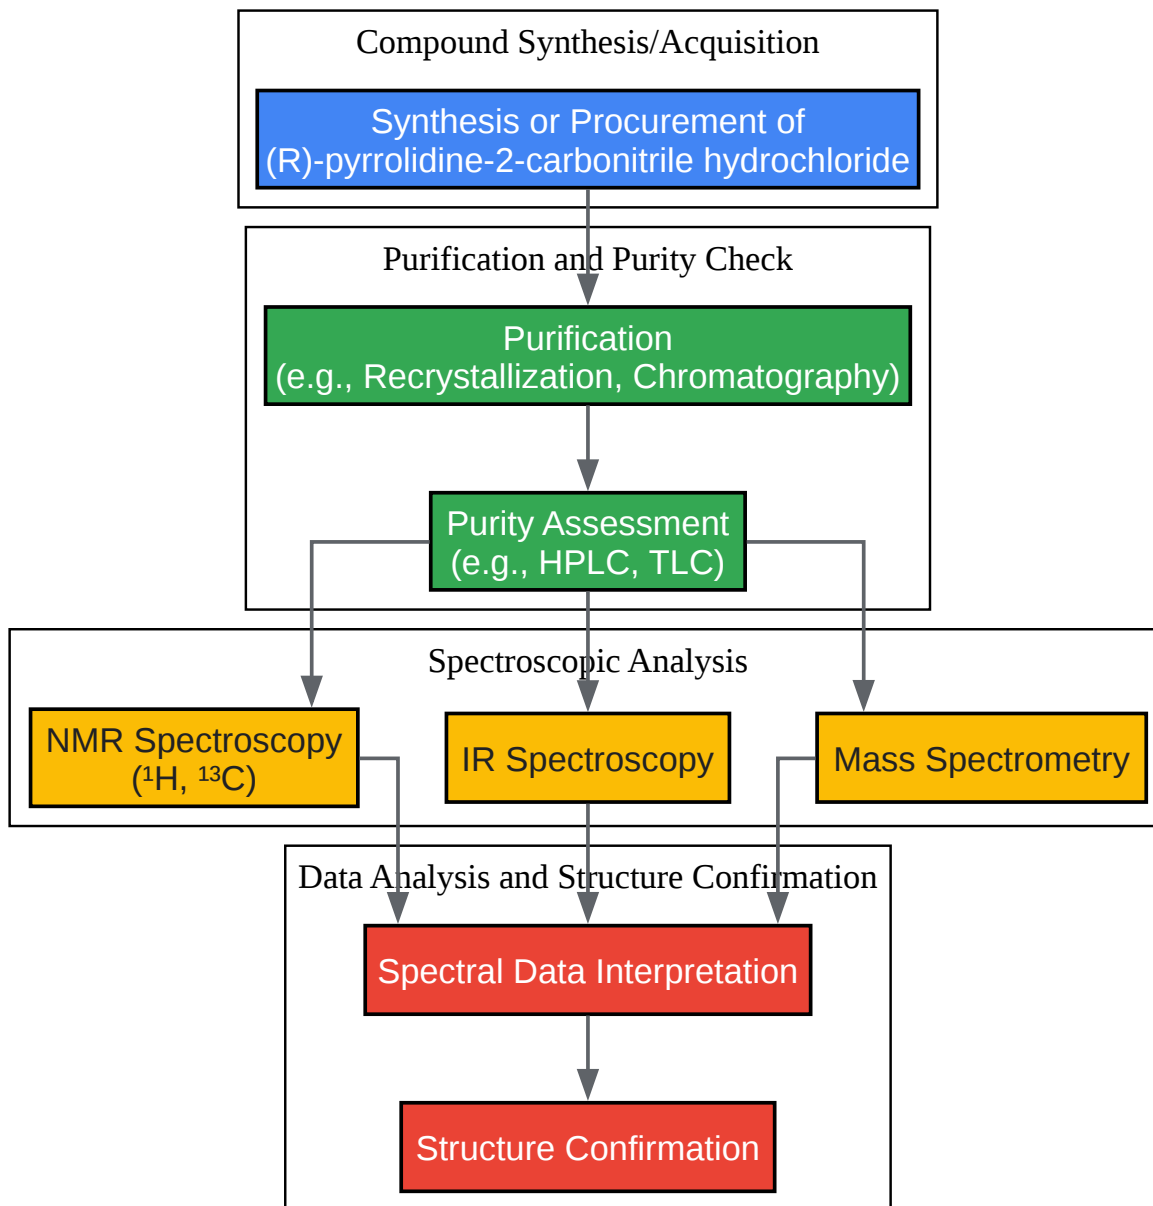 Compound Synthesis/Acquisition
Synthesis or Procurement of
(R)-pyrrolidine-2-carbonitrile hydrochloride
Purification and Purity Check
Purification
(e.g., Recrystallization, Chromatography)
Purity Assessment
(e.g., HPLC, TLC)
Spectroscopic Analysis
NMR Spectroscopy
(¹H, ¹³C)
IR Spectroscopy
Mass Spectrometry
Data Analysis and Structure Confirmation
Spectral Data Interpretation
Structure Confirmation